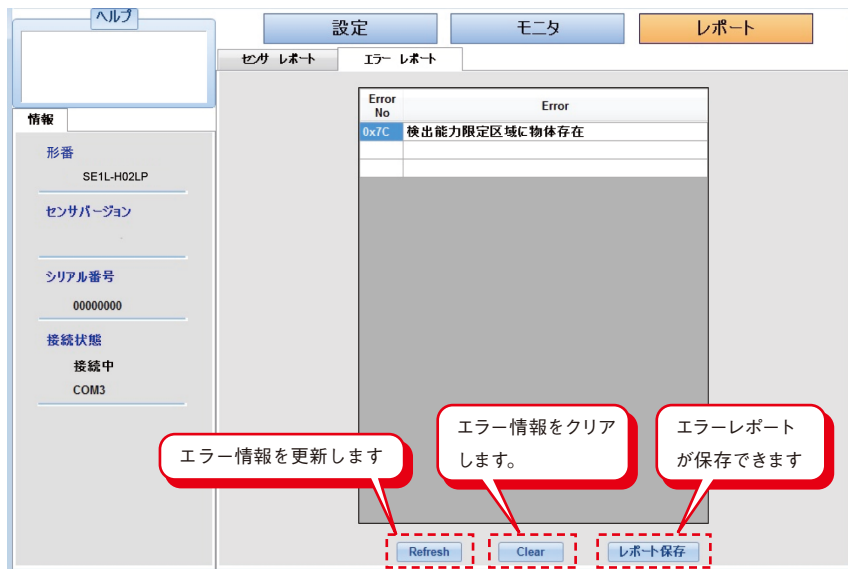 ヘルプ
設定
モニタ
レポート
センサ レポート
エラー レポート
情報
形番
SE1L-H02LP
センサバージョン
シリアル番号
00000000
接続状態
接続中
COM3
Error No
Error
0x7C
検出能力限定区域に物体存在
エラー情報を更新します
エラー情報をクリア
します。
エラーレポート
が保存できます
Refresh
Clear
レポート保存